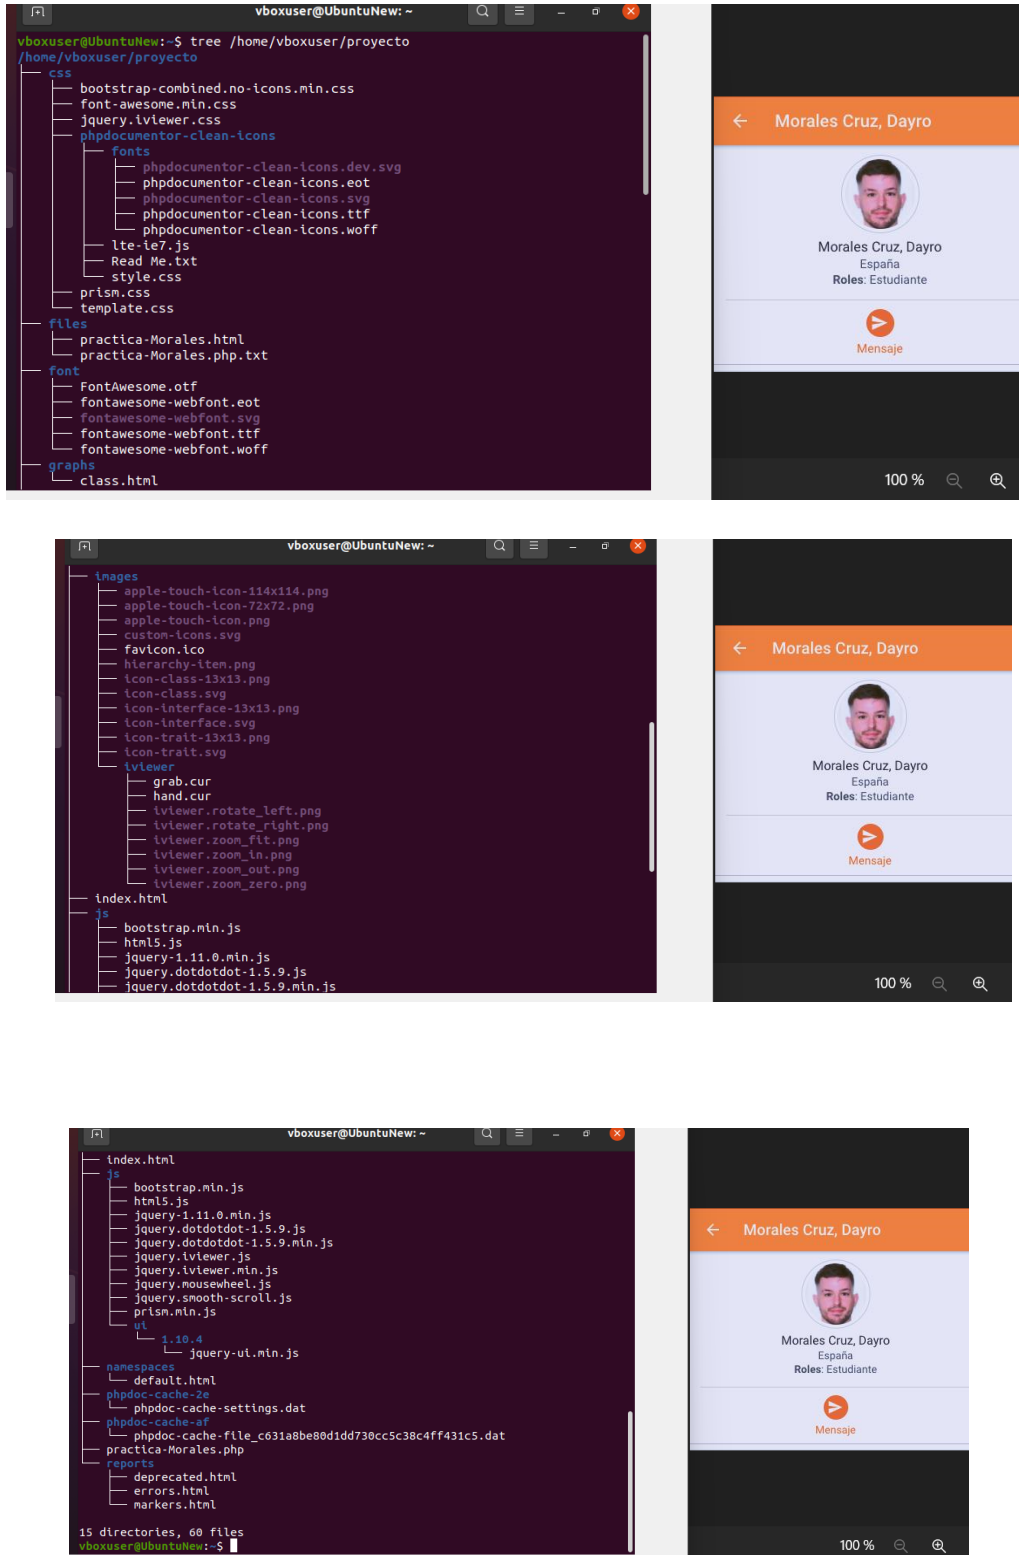 vboxuser@UbuntuNew: ~
vboxuser@UbuntuNew:~$ tree /home/vboxuser/proyecto
/home/vboxuser/proyecto
├── css
│   ├── bootstrap-combined.no-icons.min.css
│   ├── font-awesome.min.css
│   ├── jquery.iviewer.css
│   ├── phpdocumentor-clean-icons
│   │   ├── fonts
│   │   │   ├── phpdocumentor-clean-icons.dev.svg
│   │   │   ├── phpdocumentor-clean-icons.eot
│   │   │   ├── phpdocumentor-clean-icons.svg
│   │   │   ├── phpdocumentor-clean-icons.ttf
│   │   │   └── phpdocumentor-clean-icons.woff
│   │   ├── lte-ie7.js
│   │   ├── Read Me.txt
│   │   └── style.css
│   ├── prism.css
│   └── template.css
├── files
│   ├── practica-Morales.html
│   └── practica-Morales.php.txt
├── font
│   ├── FontAwesome.otf
│   ├── fontawesome-webfont.eot
│   ├── fontawesome-webfont.svg
│   ├── fontawesome-webfont.ttf
│   └── fontawesome-webfont.woff
├── graphs
│   └── class.html
Morales Cruz, Dayro
Morales Cruz, Dayro
España
Roles: Estudiante
Mensaje
100 %
vboxuser@UbuntuNew: ~
├── images
│   ├── apple-touch-icon-114x114.png
│   ├── apple-touch-icon-72x72.png
│   ├── apple-touch-icon.png
│   ├── custom-icons.svg
│   ├── favicon.ico
│   ├── hierarchy-item.png
│   ├── icon-class-13x13.png
│   ├── icon-class.svg
│   ├── icon-interface-13x13.png
│   ├── icon-interface.svg
│   ├── icon-trait-13x13.png
│   ├── icon-trait.svg
│   └── iviewer
│       ├── grab.cur
│       ├── hand.cur
│       ├── iviewer.rotate_left.png
│       ├── iviewer.rotate_right.png
│       ├── iviewer.zoom_fit.png
│       ├── iviewer.zoom_in.png
│       ├── iviewer.zoom_out.png
│       └── iviewer.zoom_zero.png
├── index.html
├── js
│   ├── bootstrap.min.js
│   ├── html5.js
│   ├── jquery-1.11.0.min.js
│   ├── jquery.dotdotdot-1.5.9.js
│   ├── jquery.dotdotdot-1.5.9.min.js
Morales Cruz, Dayro
Morales Cruz, Dayro
España
Roles: Estudiante
Mensaje
100 %
vboxuser@UbuntuNew: ~
├── index.html
├── js
│   ├── bootstrap.min.js
│   ├── html5.js
│   ├── jquery-1.11.0.min.js
│   ├── jquery.dotdotdot-1.5.9.js
│   ├── jquery.dotdotdot-1.5.9.min.js
│   ├── jquery.iviewer.js
│   ├── jquery.iviewer.min.js
│   ├── jquery.mousewheel.js
│   ├── jquery.smooth-scroll.js
│   ├── prism.min.js
│   └── ui
│       └── 1.10.4
│           └── jquery-ui.min.js
├── namespaces
│   └── default.html
├── phpdoc-cache-2e
│   └── phpdoc-cache-settings.dat
├── phpdoc-cache-af
│   └── phpdoc-cache-file_c631a8be80d1dd730cc5c38c4ff431c5.dat
├── practica-Morales.php
└── reports
    ├── deprecated.html
    ├── errors.html
    └── markers.html
15 directories, 60 files
vboxuser@UbuntuNew:~$
Morales Cruz, Dayro
Morales Cruz, Dayro
España
Roles: Estudiante
Mensaje
100 %